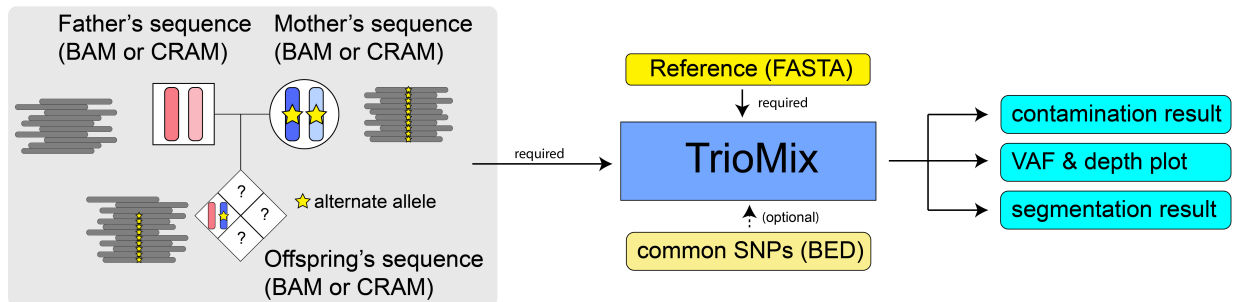 Father's sequence
(BAM or CRAM)
Mother's sequence
(BAM or CRAM)
?
?
?
alternate allele
Offspring's sequence
(BAM or CRAM)
required
Reference (FASTA)
required
TrioMix
(optional)
common SNPs (BED)
contamination result
VAF & depth plot
segmentation result